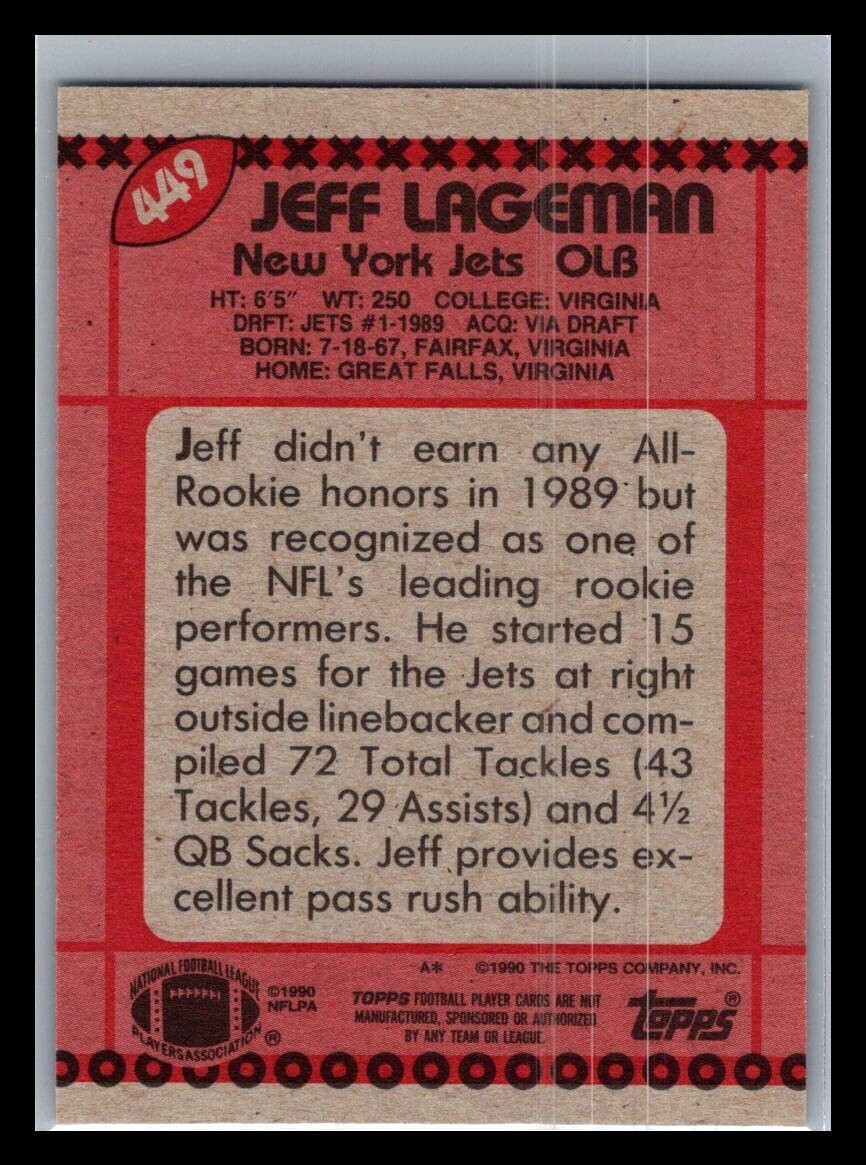 449
JEFF LAGEMAN
New York Jets OLB
HT: 6'5" WT: 250 COLLEGE: VIRGINIA
DRFT: JETS #1-1989 ACQ: VIA DRAFT
BORN: 7-18-67, FAIRFAX, VIRGINIA
HOME: GREAT FALLS, VIRGINIA
Jeff didn't earn any All-
Rookie honors in 1989 but
was recognized as one of
the NFL's leading rookie
performers. He started 15
games for the Jets at right
outside linebacker and com-
piled 72 Total Tackles (43
Tackles, 29 Assists) and 4½
QB Sacks. Jeff provides ex-
cellent pass rush ability.
A* ©1990 THE TOPPS COMPANY, INC.
NATIONAL FOOTBALL LEAGUE
PLAYERS ASSOCIATION ®
©1990
NFLPA
TOPPS FOOTBALL PLAYER CARDS ARE NOT
MANUFACTURED, SPONSORED OR AUTHORIZED
BY ANY TEAM OR LEAGUE.
topps®